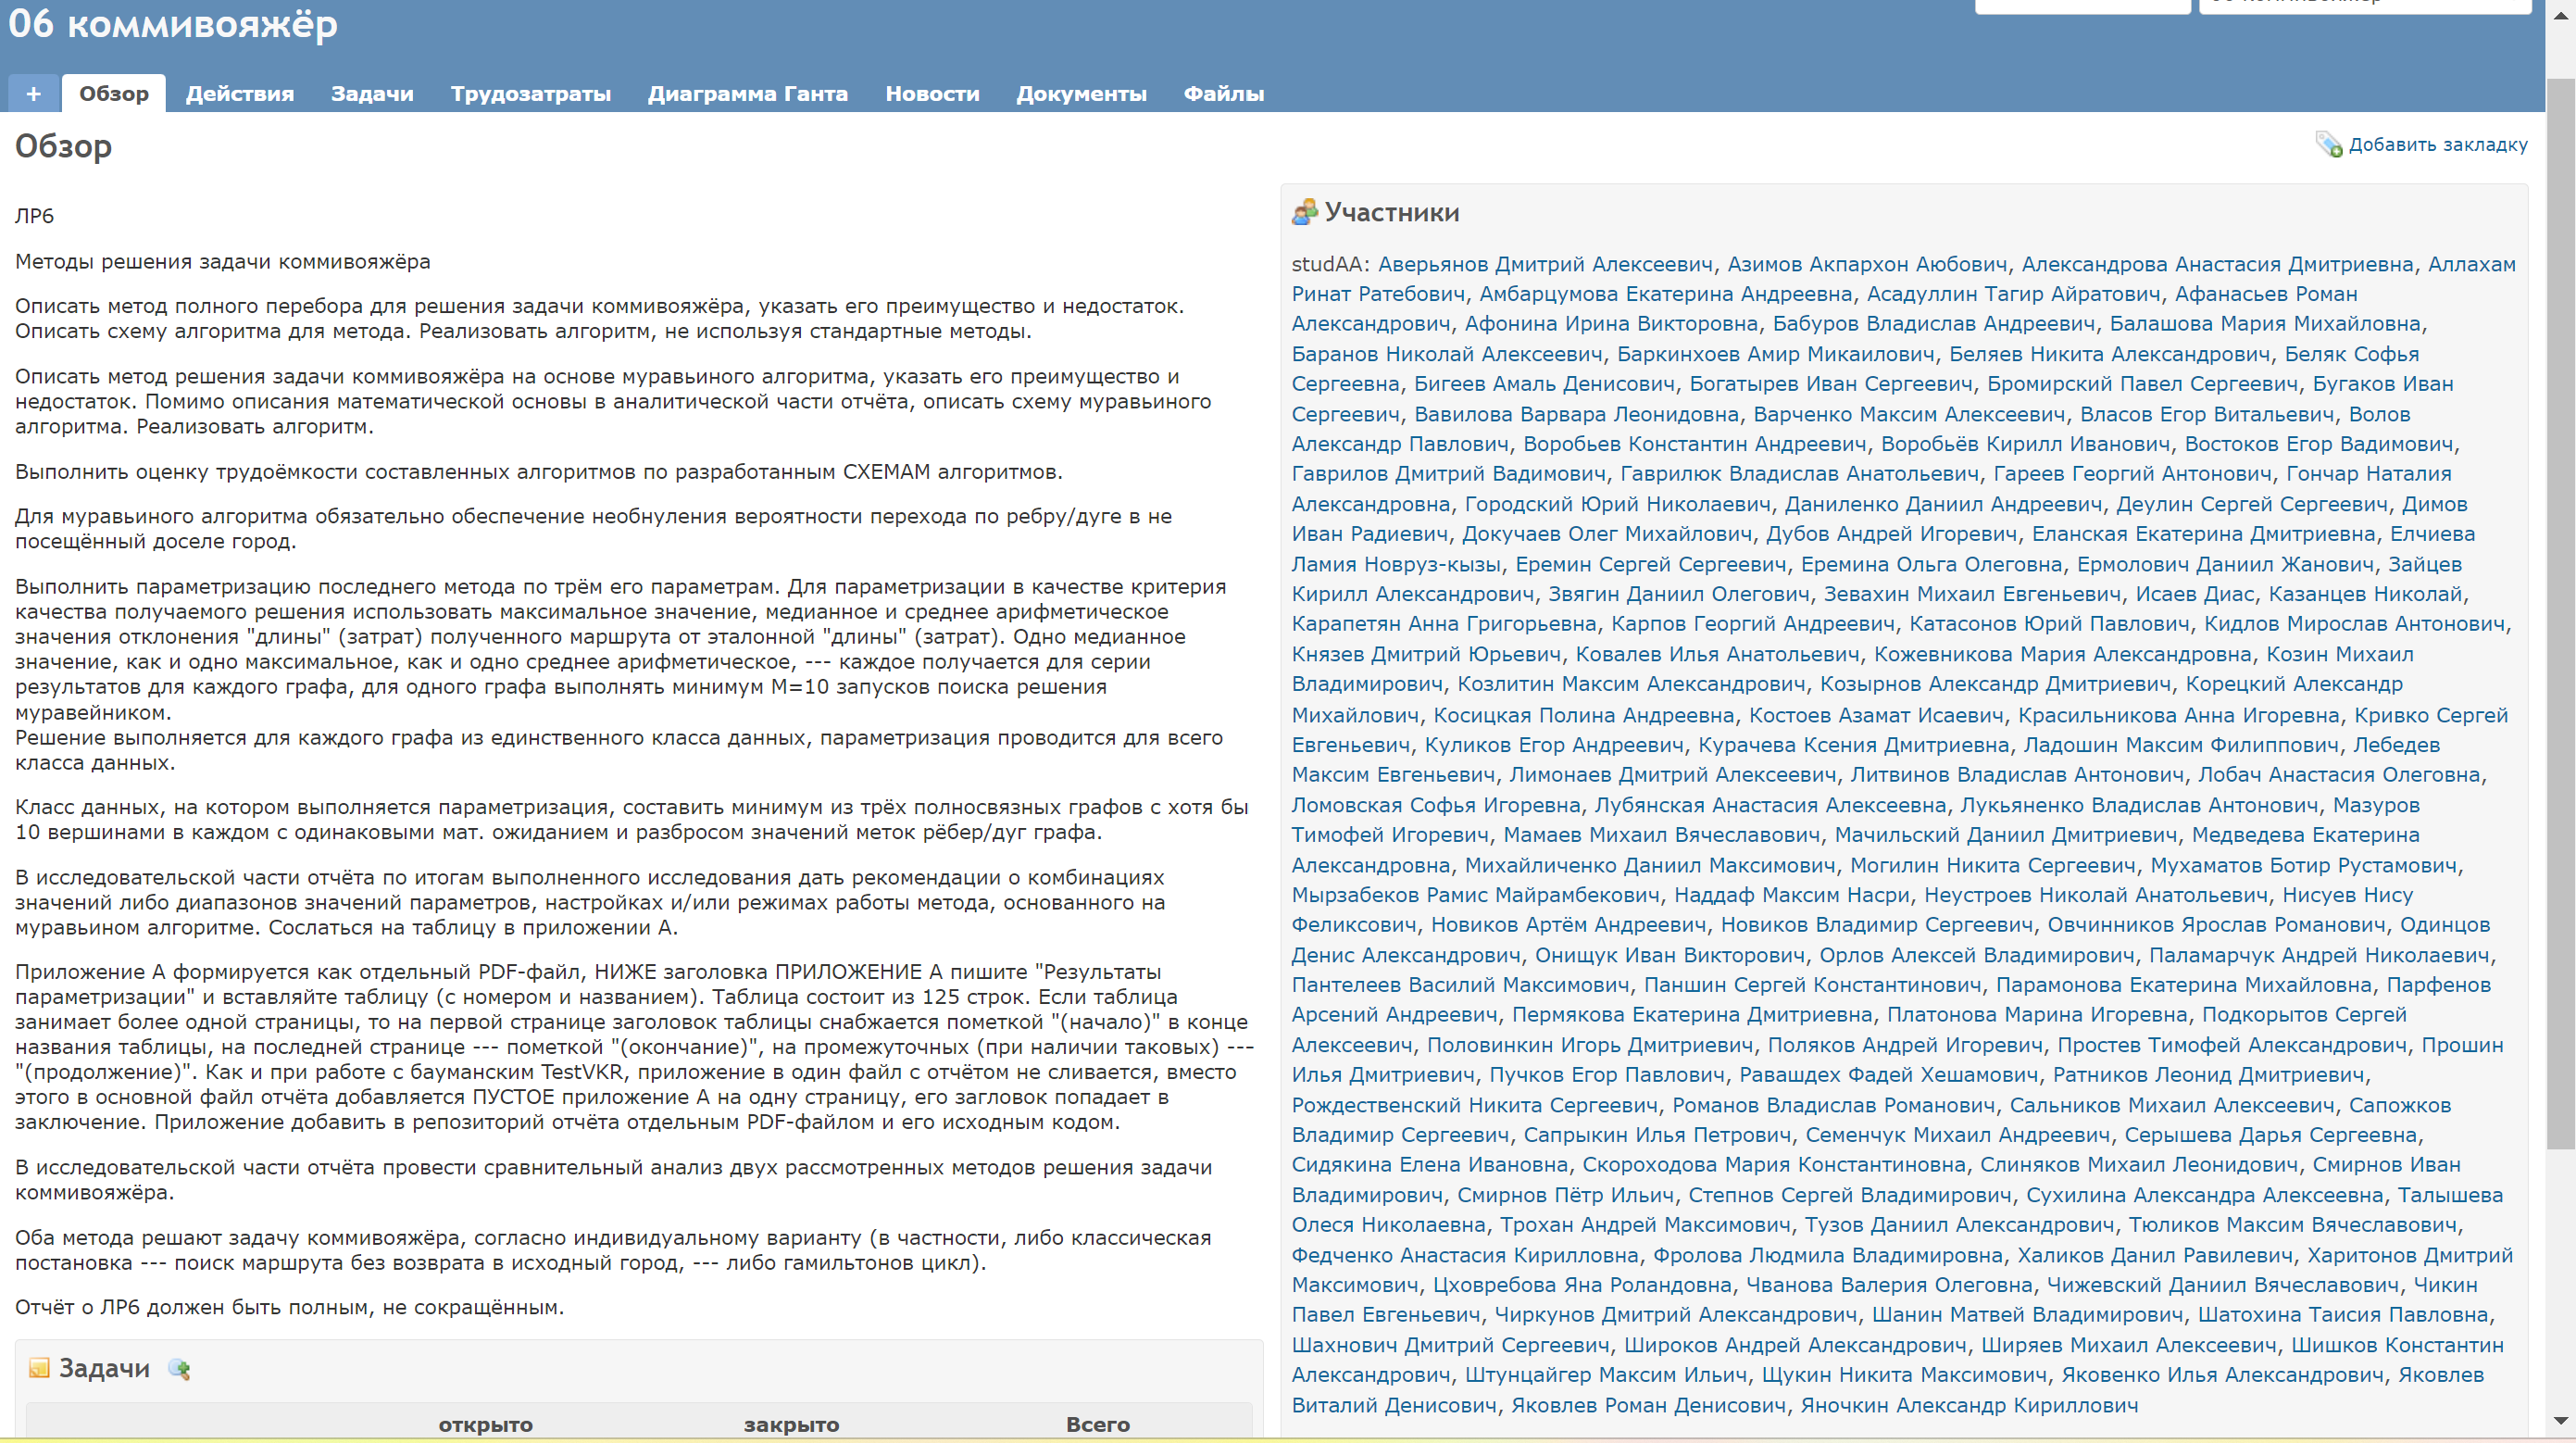 06 коммивояжёр
+
Обзор
Действия
Задачи
Трудозатраты
Диаграмма Ганта
Новости
Документы
Файлы
Обзор
Добавить закладку
ЛР6
Методы решения задачи коммивояжёра
Описать метод полного перебора для решения задачи коммивояжёра, указать его преимущество и недостаток.
Описать схему алгоритма для метода. Реализовать алгоритм, не используя стандартные методы.
Описать метод решения задачи коммивояжёра на основе муравьиного алгоритма, указать его преимущество и
недостаток. Помимо описания математической основы в аналитической части отчёта, описать схему муравьиного
алгоритма. Реализовать алгоритм.
Выполнить оценку трудоёмкости составленных алгоритмов по разработанным СХЕМАМ алгоритмов.
Для муравьиного алгоритма обязательно обеспечение необнуления вероятности перехода по ребру/дуге в не
посещённый доселе город.
Выполнить параметризацию последнего метода по трём его параметрам. Для параметризации в качестве критерия
качества получаемого решения использовать максимальное значение, медианное и среднее арифметическое
значения отклонения "длины" (затрат) полученного маршрута от эталонной "длины" (затрат). Одно медианное
значение, как и одно максимальное, как и одно среднее арифметическое, --- каждое получается для серии
результатов для каждого графа, для одного графа выполнять минимум М=10 запусков поиска решения
муравейником.
Решение выполняется для каждого графа из единственного класса данных, параметризация проводится для всего
класса данных.
Класс данных, на котором выполняется параметризация, составить минимум из трёх полносвязных графов с хотя бы
10 вершинами в каждом с одинаковыми мат. ожиданием и разбросом значений меток рёбер/дуг графа.
В исследовательской части отчёта по итогам выполненного исследования дать рекомендации о комбинациях
значений либо диапазонов значений параметров, настройках и/или режимах работы метода, основанного на
муравьином алгоритме. Сослаться на таблицу в приложении А.
Приложение А формируется как отдельный PDF-файл, НИЖЕ заголовка ПРИЛОЖЕНИЕ А пишите "Результаты
параметризации" и вставляйте таблицу (с номером и названием). Таблица состоит из 125 строк. Если таблица
занимает более одной страницы, то на первой странице заголовок таблицы снабжается пометкой "(начало)" в конце
названия таблицы, на последней странице --- пометкой "(окончание)", на промежуточных (при наличии таковых) ---
"(продолжение)". Как и при работе с бауманским TestVKR, приложение в один файл с отчётом не сливается, вместо
этого в основной файл отчёта добавляется ПУСТОЕ приложение А на одну страницу, его загловок попадает в
заключение. Приложение добавить в репозиторий отчёта отдельным PDF-файлом и его исходным кодом.
В исследовательской части отчёта провести сравнительный анализ двух рассмотренных методов решения задачи
коммивояжёра.
Оба метода решают задачу коммивояжёра, согласно индивидуальному варианту (в частности, либо классическая
постановка --- поиск маршрута без возврата в исходный город, --- либо гамильтонов цикл).
Отчёт о ЛР6 должен быть полным, не сокращённым.
Задачи
открыто
закрыто
Всего
Участники
studAA: Аверьянов Дмитрий Алексеевич, Азимов Акпархон Аюбович, Александрова Анастасия Дмитриевна, Аллахам
Ринат Ратебович, Амбарцумова Екатерина Андреевна, Асадуллин Тагир Айратович, Афанасьев Роман
Александрович, Афонина Ирина Викторовна, Бабуров Владислав Андреевич, Балашова Мария Михайловна,
Баранов Николай Алексеевич, Баркинхоев Амир Микаилович, Беляев Никита Александрович, Беляк Софья
Сергеевна, Бигеев Амаль Денисович, Богатырев Иван Сергеевич, Бромирский Павел Сергеевич, Бугаков Иван
Сергеевич, Вавилова Варвара Леонидовна, Варченко Максим Алексеевич, Власов Егор Витальевич, Волов
Александр Павлович, Воробьев Константин Андреевич, Воробьёв Кирилл Иванович, Востоков Егор Вадимович,
Гаврилов Дмитрий Вадимович, Гаврилюк Владислав Анатольевич, Гареев Георгий Антонович, Гончар Наталия
Александровна, Городский Юрий Николаевич, Даниленко Даниил Андреевич, Деулин Сергей Сергеевич, Димов
Иван Радиевич, Докучаев Олег Михайлович, Дубов Андрей Игоревич, Еланская Екатерина Дмитриевна, Елчиева
Ламия Новруз-кызы, Еремин Сергей Сергеевич, Еремина Ольга Олеговна, Ермолович Даниил Жанович, Зайцев
Кирилл Александрович, Звягин Даниил Олегович, Зевахин Михаил Евгеньевич, Исаев Диас, Казанцев Николай,
Карапетян Анна Григорьевна, Карпов Георгий Андреевич, Катасонов Юрий Павлович, Кидлов Мирослав Антонович,
Князев Дмитрий Юрьевич, Ковалев Илья Анатольевич, Кожевникова Мария Александровна, Козин Михаил
Владимирович, Козлитин Максим Александрович, Козырнов Александр Дмитриевич, Корецкий Александр
Михайлович, Косицкая Полина Андреевна, Костоев Азамат Исаевич, Красильникова Анна Игоревна, Кривко Сергей
Евгеньевич, Куликов Егор Андреевич, Курачева Ксения Дмитриевна, Ладошин Максим Филиппович, Лебедев
Максим Евгеньевич, Лимонаев Дмитрий Алексеевич, Литвинов Владислав Антонович, Лобач Анастасия Олеговна,
Ломовская Софья Игоревна, Лубянская Анастасия Алексеевна, Лукьяненко Владислав Антонович, Мазуров
Тимофей Игоревич, Мамаев Михаил Вячеславович, Мачильский Даниил Дмитриевич, Медведева Екатерина
Александровна, Михайличенко Даниил Максимович, Могилин Никита Сергеевич, Мухаматов Ботир Рустамович,
Мырзабеков Рамис Майрамбекович, Наддаф Максим Насри, Неустроев Николай Анатольевич, Нисуев Нису
Феликсович, Новиков Артём Андреевич, Новиков Владимир Сергеевич, Овчинников Ярослав Романович, Одинцов
Денис Александрович, Онищук Иван Викторович, Орлов Алексей Владимирович, Паламарчук Андрей Николаевич,
Пантелеев Василий Максимович, Паншин Сергей Константинович, Парамонова Екатерина Михайловна, Парфенов
Арсений Андреевич, Пермякова Екатерина Дмитриевна, Платонова Марина Игоревна, Подкорытов Сергей
Алексеевич, Половинкин Игорь Дмитриевич, Поляков Андрей Игоревич, Простев Тимофей Александрович, Прошин
Илья Дмитриевич, Пучков Егор Павлович, Равашдех Фадей Хешамович, Ратников Леонид Дмитриевич,
Рождественский Никита Сергеевич, Романов Владислав Романович, Сальников Михаил Алексеевич, Сапожков
Владимир Сергеевич, Сапрыкин Илья Петрович, Семенчук Михаил Андреевич, Серышева Дарья Сергеевна,
Сидякина Елена Ивановна, Скороходова Мария Константиновна, Слиняков Михаил Леонидович, Смирнов Иван
Владимирович, Смирнов Пётр Ильич, Степнов Сергей Владимирович, Сухилина Александра Алексеевна, Талышева
Олеся Николаевна, Трохан Андрей Максимович, Тузов Даниил Александрович, Тюликов Максим Вячеславович,
Федченко Анастасия Кирилловна, Фролова Людмила Владимировна, Халиков Данил Равилевич, Харитонов Дмитрий
Максимович, Цховребова Яна Роландовна, Чванова Валерия Олеговна, Чижевский Даниил Вячеславович, Чикин
Павел Евгеньевич, Чиркунов Дмитрий Александрович, Шанин Матвей Владимирович, Шатохина Таисия Павловна,
Шахнович Дмитрий Сергеевич, Широков Андрей Александрович, Ширяев Михаил Алексеевич, Шишков Константин
Александрович, Штунцайгер Максим Ильич, Щукин Никита Максимович, Яковенко Илья Александрович, Яковлев
Виталий Денисович, Яковлев Роман Денисович, Яночкин Александр Кириллович